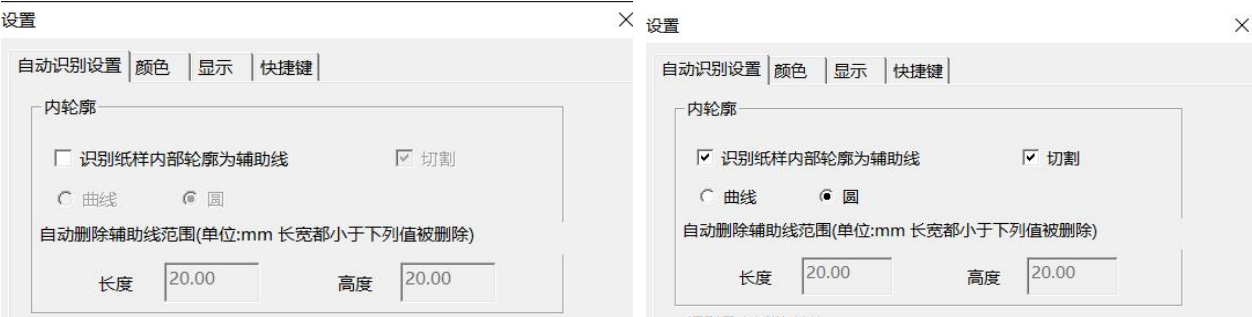 设置
自动识别设置 颜色 显示 快捷键
内轮廓
识别纸样内部轮廓为辅助线 切割
曲线 圆
自动删除辅助线范围(单位:mm 长宽都小于下列值被删除)
长度 20.00 高度 20.00
设置
自动识别设置 颜色 显示 快捷键
内轮廓
识别纸样内部轮廓为辅助线 切割
曲线 圆
自动删除辅助线范围(单位:mm 长宽都小于下列值被删除)
长度 20.00 高度 20.00